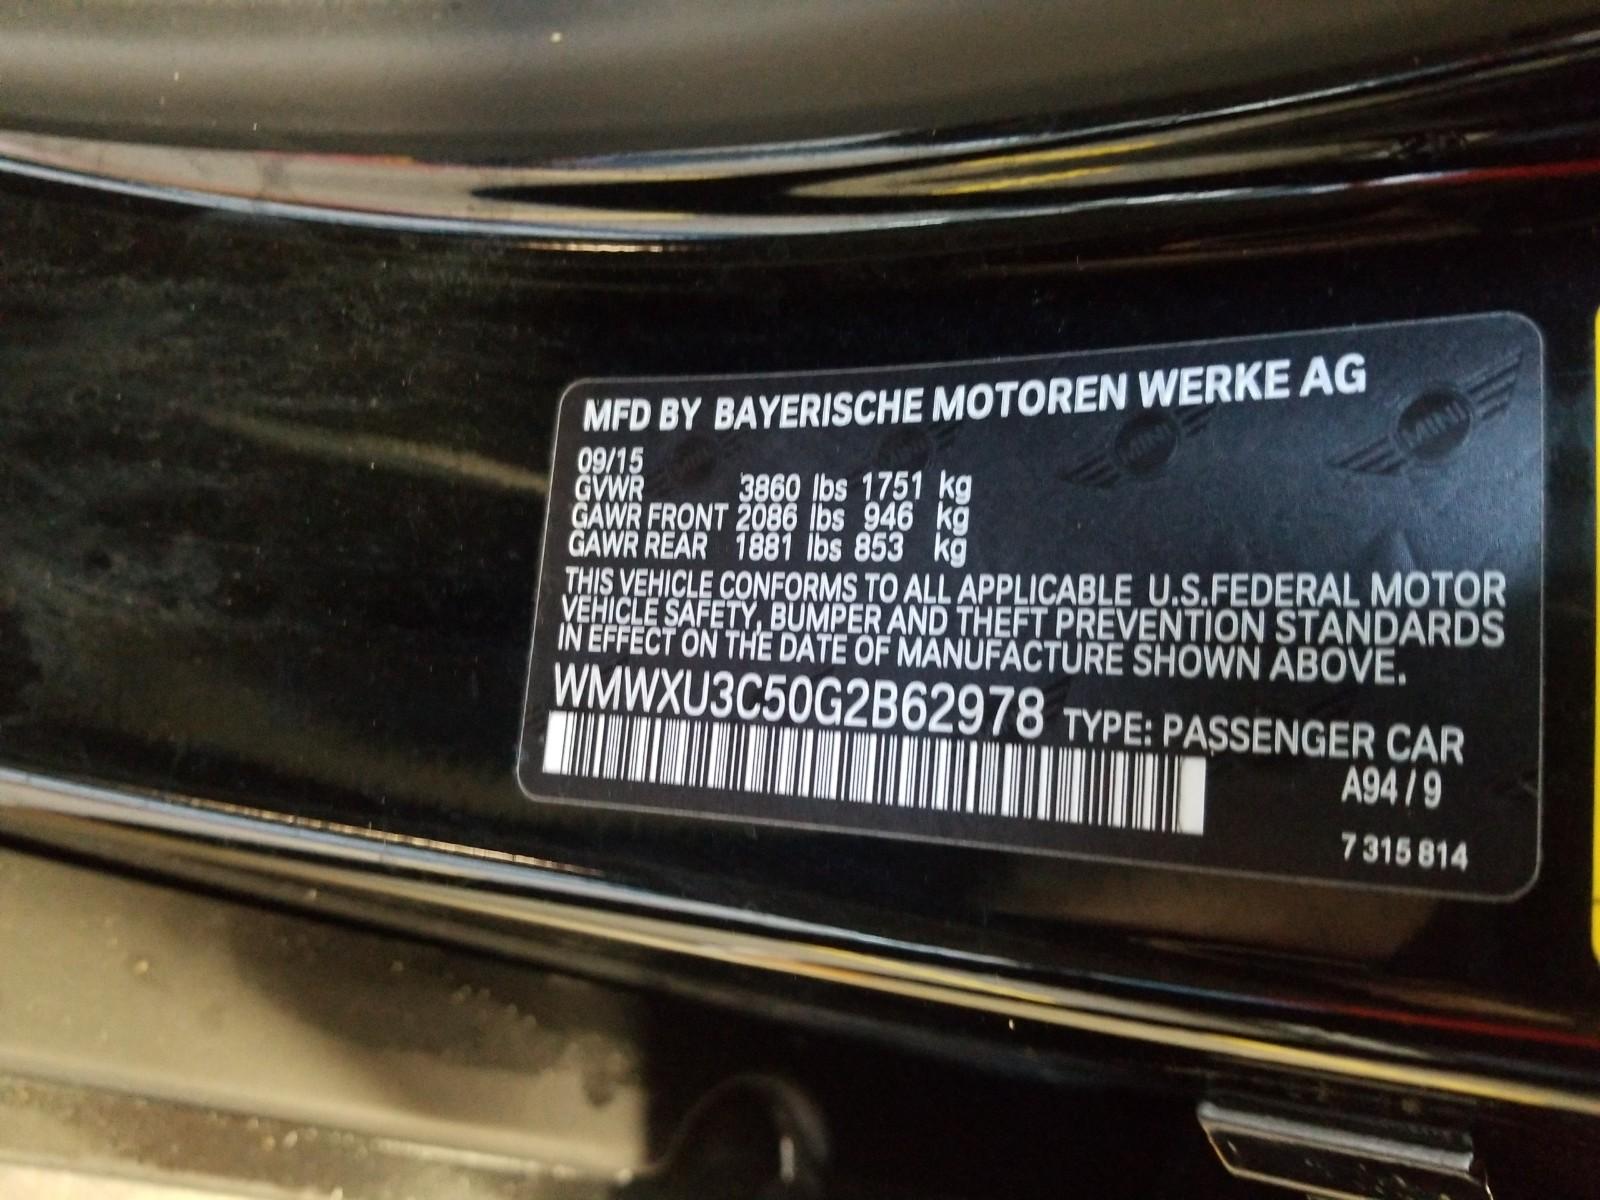 MFD BY BAYERISCHE MOTOREN WERKE AG
09/15
GVWR 3860 lbs 1751 kg
GAWR FRONT 2086 lbs 946 kg
GAWR REAR 1881 lbs 853 kg
THIS VEHICLE CONFORMS TO ALL APPLICABLE U.S.FEDERAL MOTOR
VEHICLE SAFETY, BUMPER AND THEFT PREVENTION STANDARDS
IN EFFECT ON THE DATE OF MANUFACTURE SHOWN ABOVE.
WMWXU3C50G2B62978 TYPE: PASSENGER CAR
A94 / 9
7 315 814
MINI
MINI